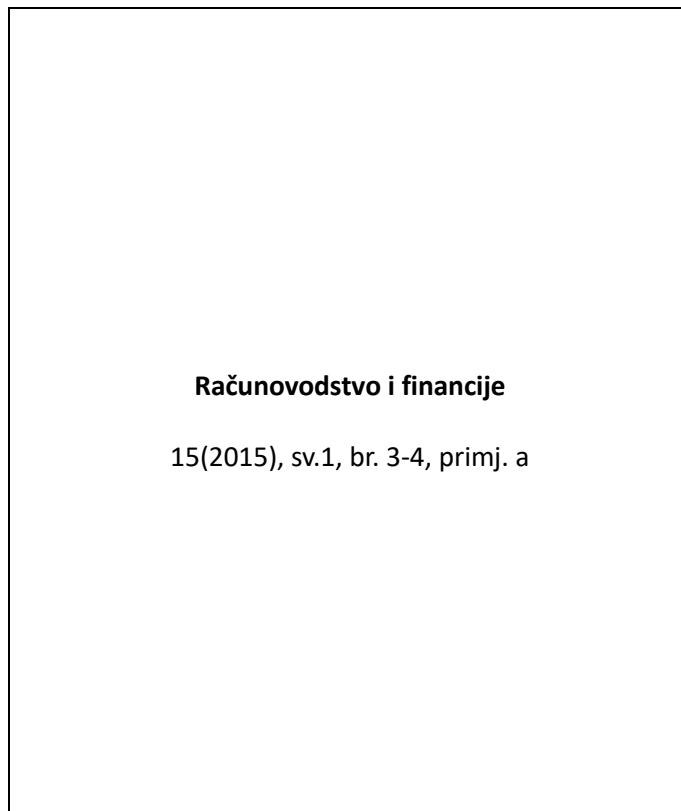 Računovodstvo i financije
15(2015), sv.1, br. 3-4, primj. a